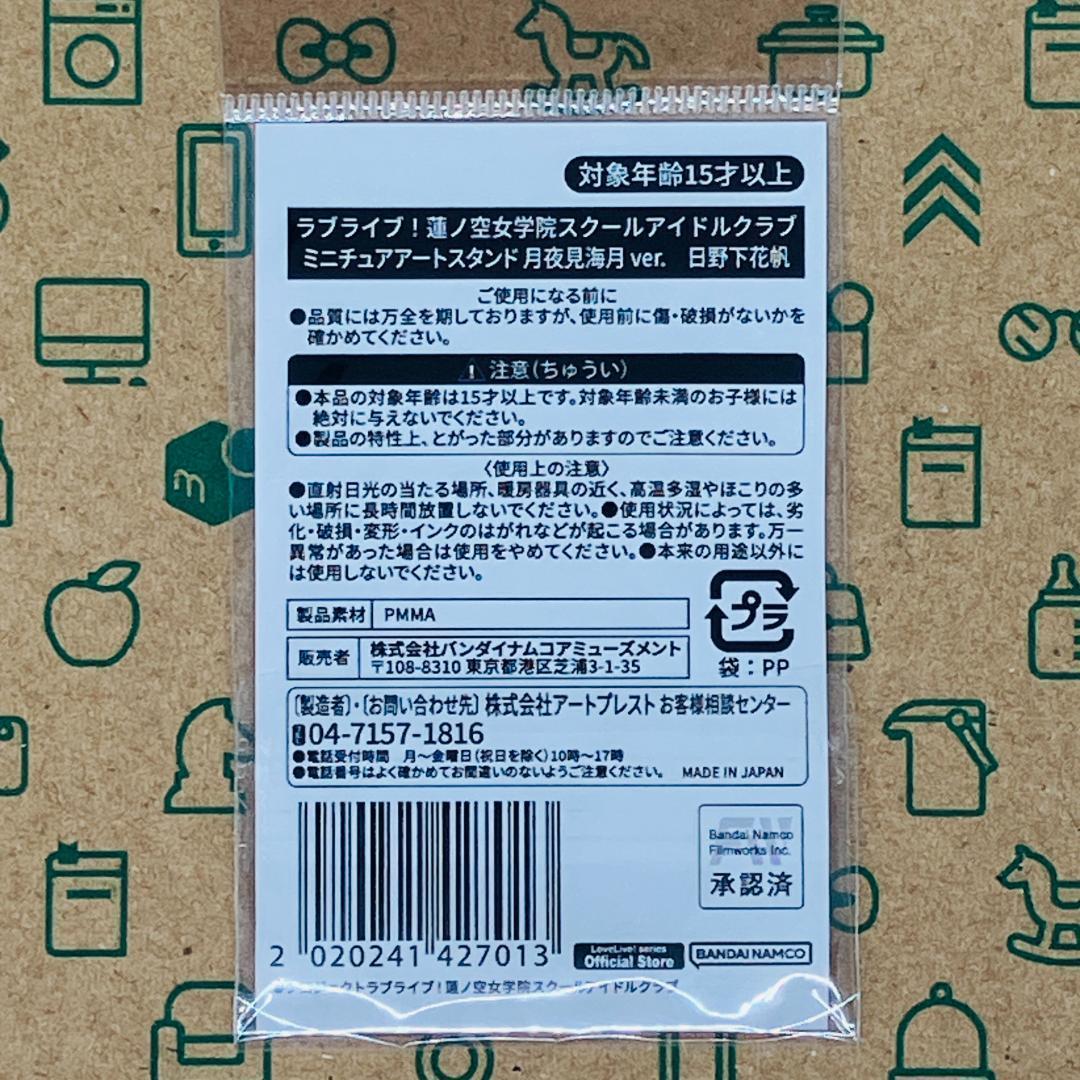 対象年齢15才以上
ラブライブ！蓮ノ空女学院スクールアイドルクラブ
ミニチュアアートスタンド 月夜見海月 ver.　日野下花帆
ご使用になる前に
●品質には万全を期しておりますが、使用前に傷・破損がないかを
確かめてください。
注意(ちゅうい)
●本品の対象年齢は15才以上です。対象年齢未満のお子様には
絶対に与えないでください。
●製品の特性上、とがった部分がありますのでご注意ください。
〈使用上の注意〉
●直射日光の当たる場所、暖房器具の近く、高温多湿やほこりの多
い場所に長時間放置しないでください。●使用状況によっては、劣
化・破損・変形・インクのはがれなどが起こる場合があります。万一
異常があった場合は使用をやめてください。●本来の用途以外に
は使用しないでください。
製品素材 PMMA
プラ
袋：PP
販売者
株式会社バンダイナムコアミューズメント
〒108-8310 東京都港区芝浦3-1-35
〔製造者〕・〔お問い合わせ先〕 株式会社アートプレスト お客様相談センター
04-7157-1816
●電話受付時間　月〜金曜日(祝日を除く)10時〜17時
●電話番号はよく確かめてお間違いのないようご注意ください。 MADE IN JAPAN
Bandai Namco
Filmworks Inc.
承認済
2 020241 427013
LoveLive! series
Official Store
BANDAI NAMCO
ラブライブ！蓮ノ空女学院スクールアイドルクラブ
m